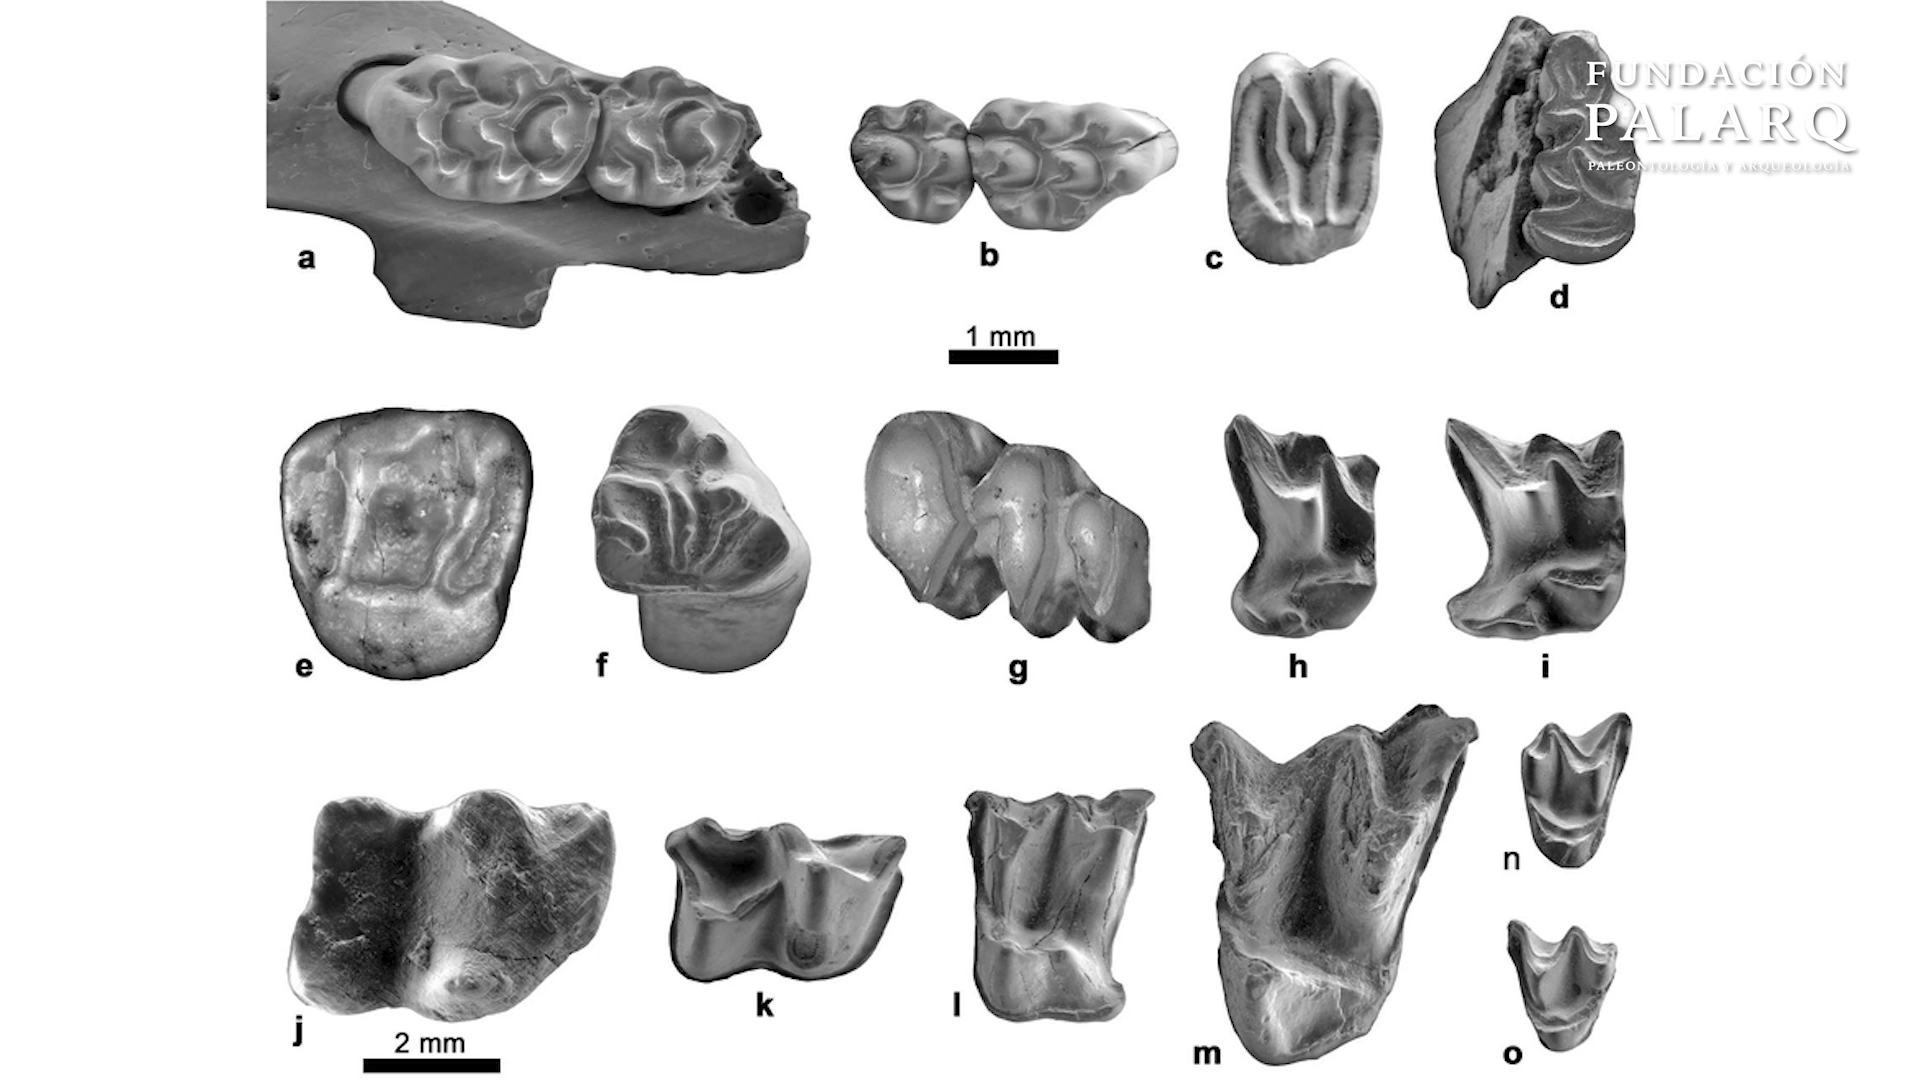 FUNDACIÓN
PALARQ
PALEONTOLOGÍA Y ARQUEOLOGÍA
a
b
c
d
1 mm
e
f
g
h
i
j
k
l
m
n
o
2 mm